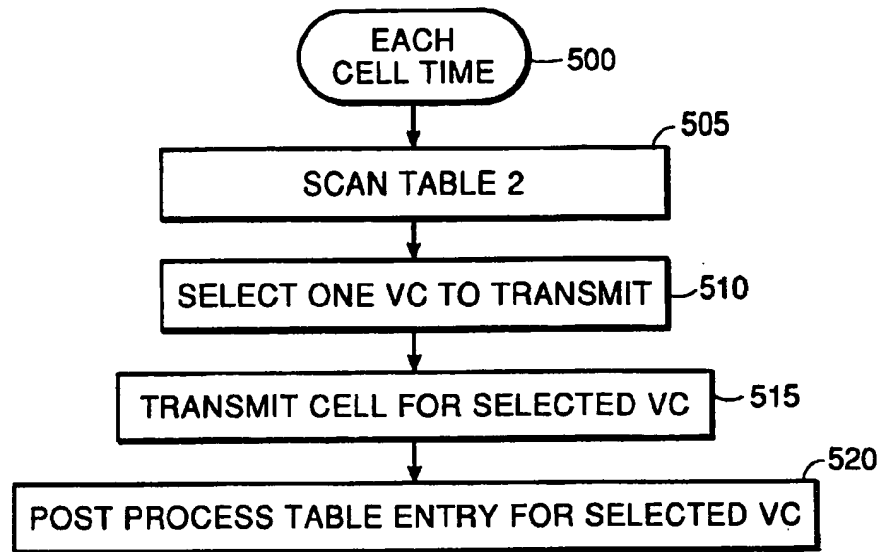 EACH
CELL TIME
500
505
SCAN TABLE 2
SELECT ONE VC TO TRANSMIT
510
TRANSMIT CELL FOR SELECTED VC
515
520
POST PROCESS TABLE ENTRY FOR SELECTED VC